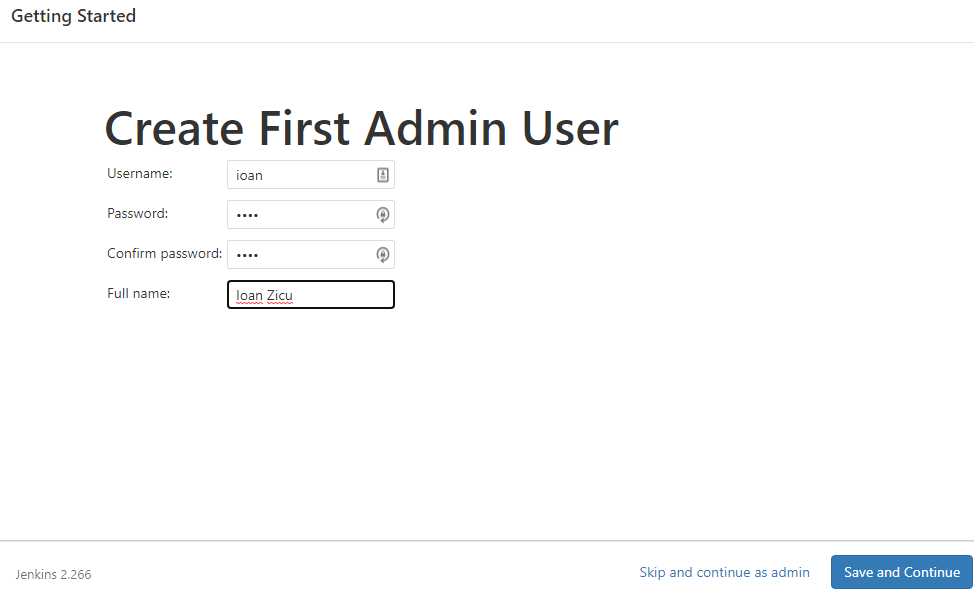 Getting Started
Create First Admin User
Username: ioan
Password: ••••
Confirm password: ••••
Full name: Ioan Zicu
Jenkins 2.266 Skip and continue as admin Save and Continue